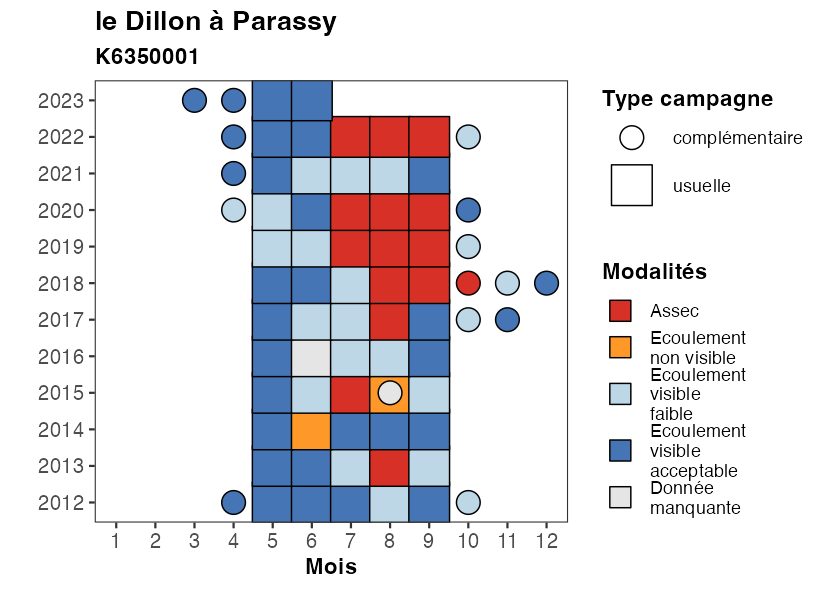 le Dillon à Parassy
K6350001
2023
2022
2021
2020
2019
2018
2017
2016
2015
2014
2013
2012
1 2 3 4 5 6 7 8 9 10 11 12
Mois
Type campagne
complémentaire
usuelle
Modalités
Assec
Ecoulement
non visible
Ecoulement
visible
faible
Ecoulement
visible
acceptable
Donnée
manquante